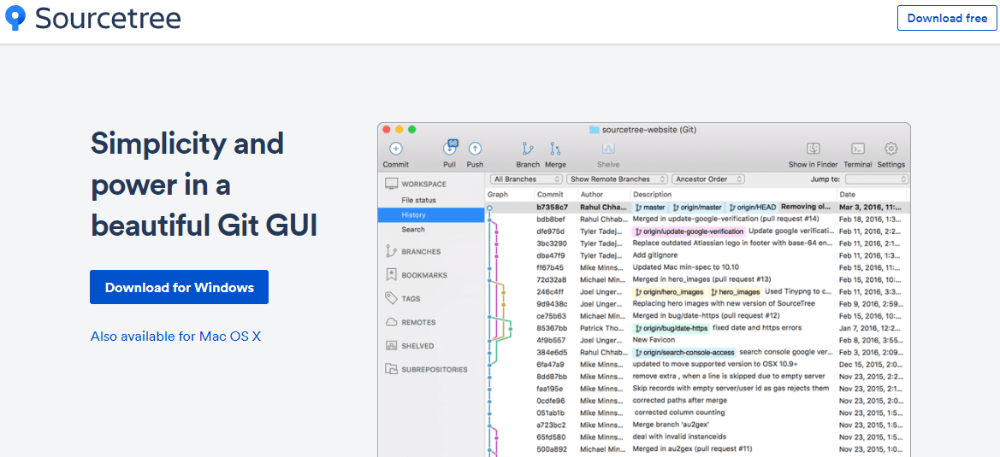 Sourcetree
Download free
Simplicity and
power in a
beautiful Git GUI
Download for Windows
Also available for Mac OS X
sourcetree-website (Git)
98
Commit Pull Push Branch Merge Shelve Show in Finder Terminal Settings
All Branches Show Remote Branches Ancestor Order Jump to:
WORKSPACE
File status
History
Search
BRANCHES
BOOKMARKS
TAGS
REMOTES
SHELVED
SUBREPOSITORIES
Graph Commit Author Description Date
b7358c7 Rahul Chha... master origin/master origin/HEAD Removing ol... Mar 3, 2016, 11:...
bdb8bef Rahul Chhab... Merged in update-google-verification (pull request #14) Feb 18, 2016, 1:3...
dfe975d Tyler Tadej... origin/update-google-verification Update google verificati... Feb 11, 2016, 2:2...
3bc3290 Tyler Tadej... Replace outdated Atlassian logo in footer with base-64 en... Feb 11, 2016, 2:1...
dba47f9 Tyler Tadej... Add gitignore Feb 11, 2016, 1:3...
ff67b45 Mike Minns... Updated Mac min-spec to 10.10 Feb 15, 2016, 11:...
72d32a8 Michael Min... Merged in hero_images (pull request #13) Feb 15, 2016, 10:...
246c4ff Joel Unger... origin/hero_images hero_images Used Tinypng to c... Feb 11, 2016, 3:3...
9d9438c Joel Unger... Replacing hero images with new version of SourceTree Feb 9, 2016, 2:59...
ce75b63 Michael Min... Merged in bug/date-https (pull request #12) Feb 15, 2016, 10:...
85367bb Patrick Tho... origin/bug/date-https fixed date and https errors Jan 7, 2016, 12:2...
4f9b557 Joel Unger... New Favicon Feb 8, 2016, 3:55...
384e6d5 Rahul Chhab... origin/search-console-access search console google ver... Feb 3, 2016, 2:09...
6fa47a9 Mike Minns... updated to move supported version to OSX 10.9+ Dec 15, 2015, 2:0...
8dd87bb Mike Minns... remove extra , when a line is skipped due to empty server Nov 23, 2015, 2:2...
faa195e Mike Minns... Skip records with empty server/user id as gas rejects them Nov 23, 2015, 2:1...
0cdfe96 Mike Minns... corrected paths after merge Nov 23, 2015, 2:0...
051ab1b Mike Minns... corrected column counting Nov 23, 2015, 1:5...
a723bc2 Mike Minns... Merge branch 'au2gex' Nov 23, 2015, 1:5...
65fd580 Mike Minns... deal with invalid instanceids Nov 23, 2015, 1:5...
500a892 Michael Min... Merged in au2gex (pull request #11) Nov 23, 2015, 1:0...